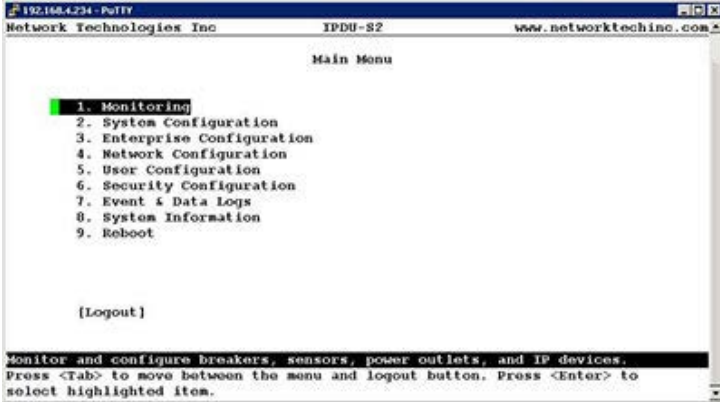 192.168.4.234 - PuTTY
Network Technologies Inc IPDU-S2 www.networktechinc.com
Main Menu
1. Monitoring
2. System Configuration
3. Enterprise Configuration
4. Network Configuration
5. User Configuration
6. Security Configuration
7. Event & Data Logs
8. System Information
9. Reboot
[Logout]
Monitor and configure breakers, sensors, power outlets, and IP devices.
Press <Tab> to move between the menu and logout button. Press <Enter> to
select highlighted item.